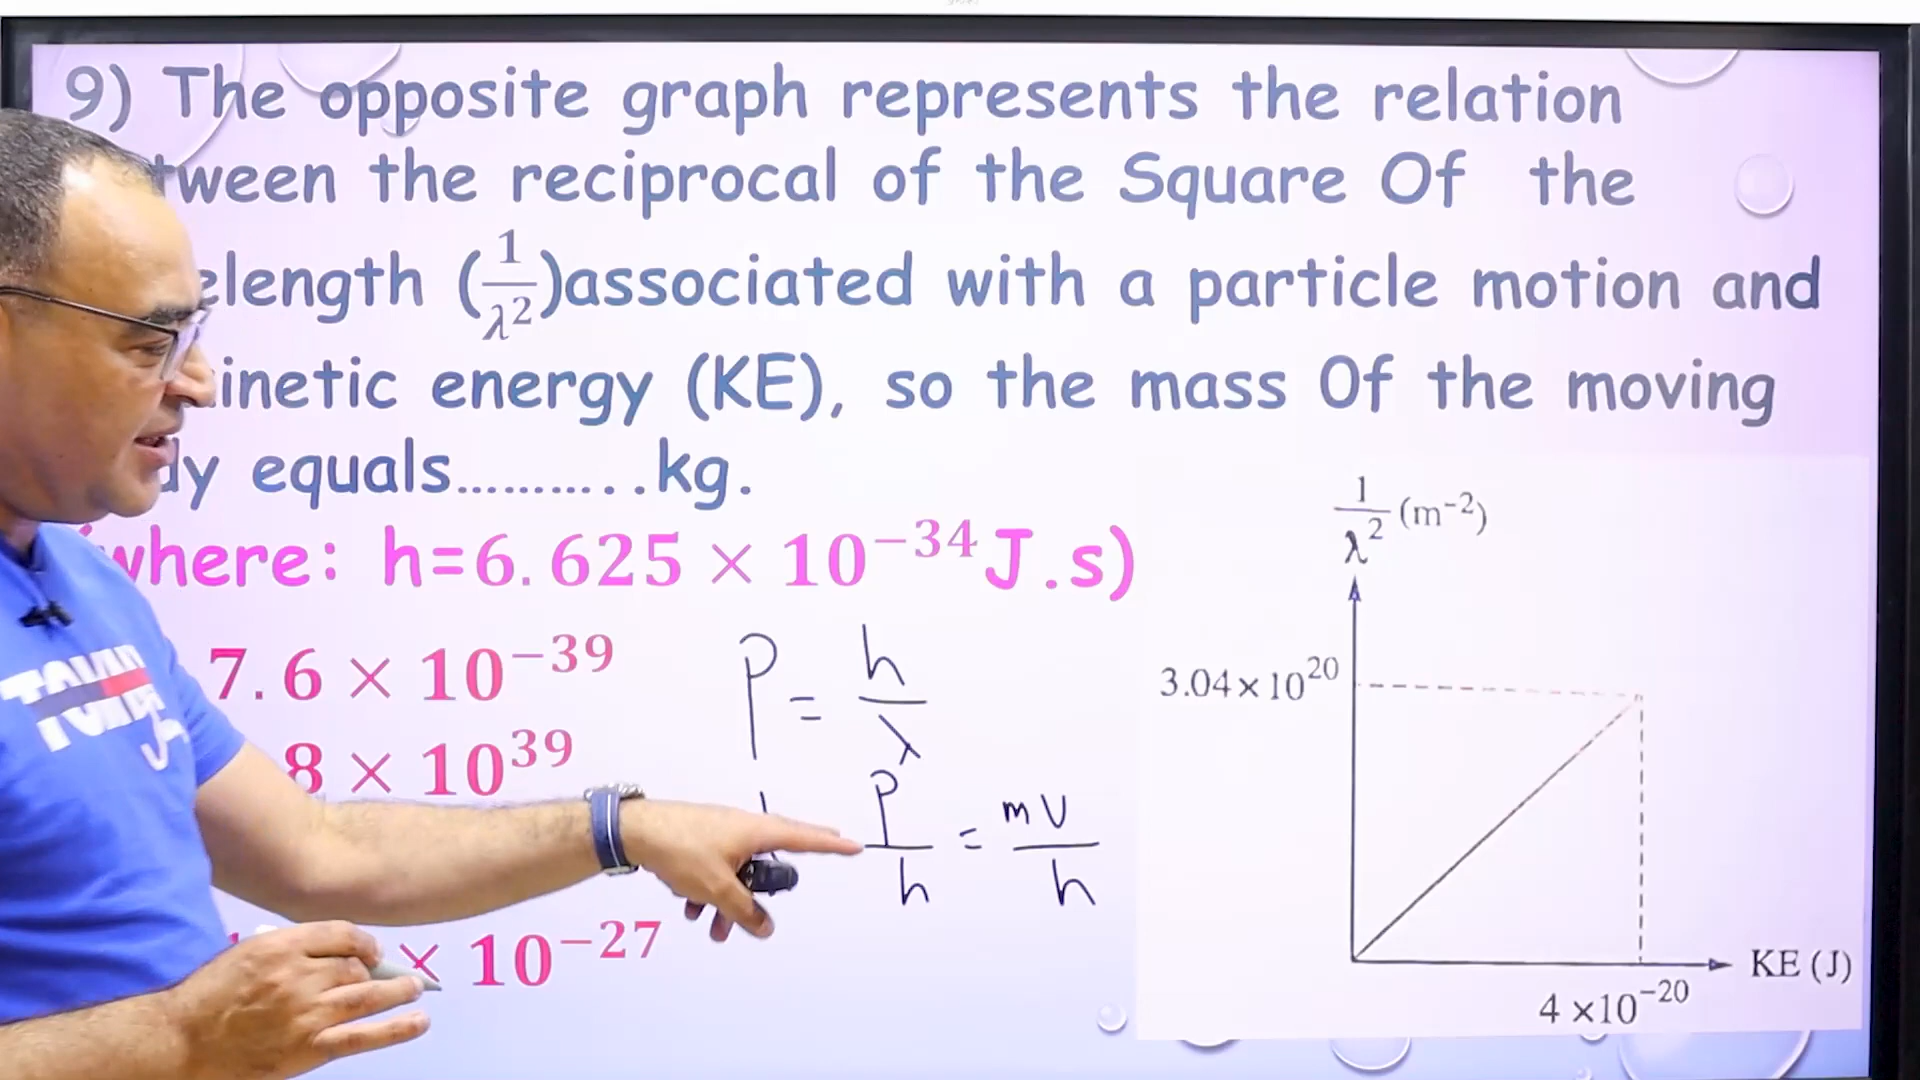 9) The opposite graph represents the relation
tween the reciprocal of the Square Of the
elength (1/λ²)associated with a particle motion and
inetic energy (KE), so the mass Of the moving
dy equals...........kg.
where: h=6.625 × 10⁻³⁴J.s)
7.6 × 10⁻³⁹
8 × 10³⁹
× 10⁻²⁷
P = h/λ
P/h = mV/h
1/λ² (m⁻²)
3.04×10²⁰
KE (J)
4 ×10⁻²⁰